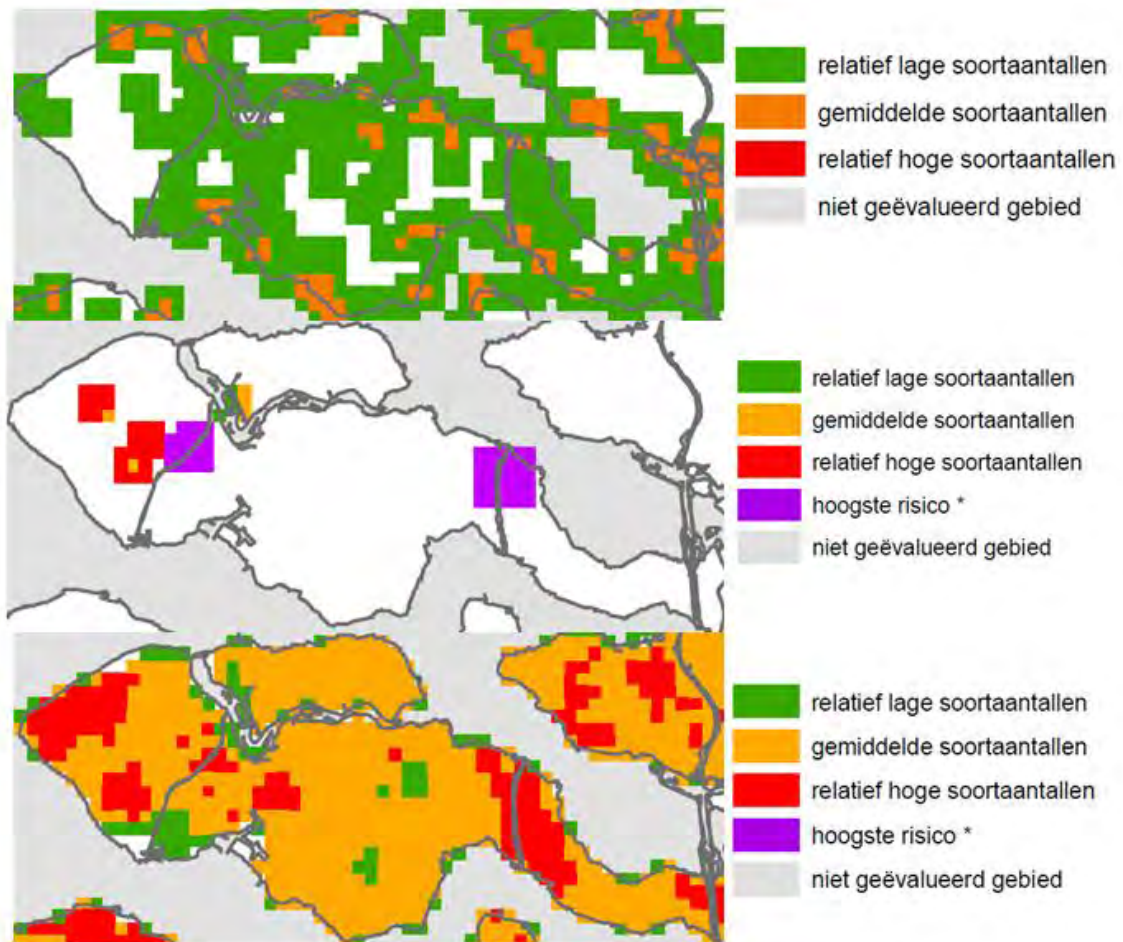 relatief lage soortaantallen
gemiddelde soortaantallen
relatief hoge soortaantallen
niet geëvalueerd gebied
relatief lage soortaantallen
gemiddelde soortaantallen
relatief hoge soortaantallen
hoogste risico *
niet geëvalueerd gebied
relatief lage soortaantallen
gemiddelde soortaantallen
relatief hoge soortaantallen
hoogste risico *
niet geëvalueerd gebied